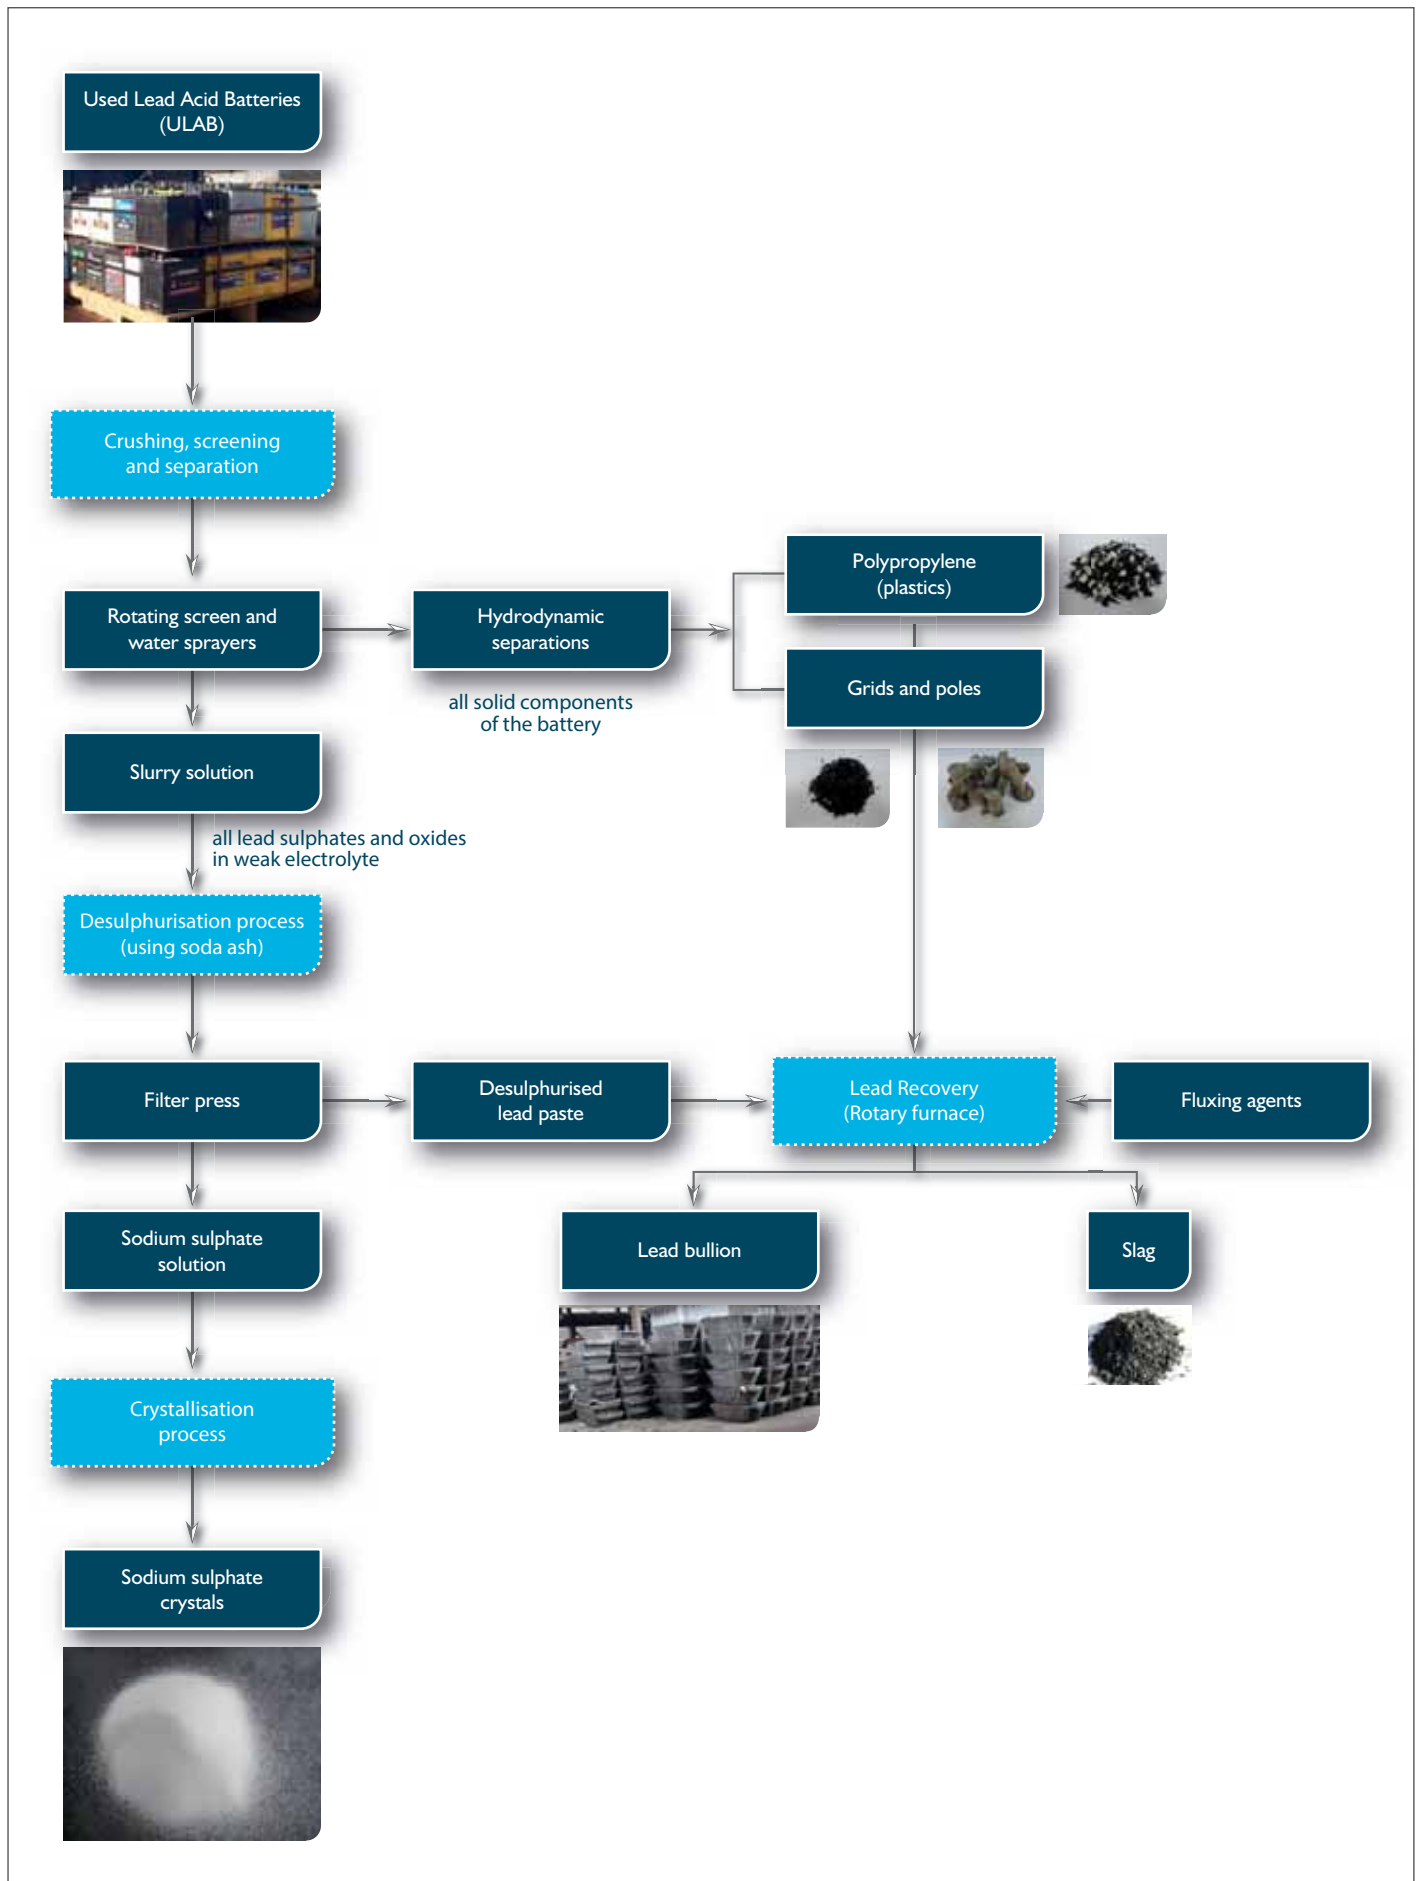 Used Lead Acid Batteries
(ULAB)
Crushing, screening
and separation
Rotating screen and
water sprayers
Hydrodynamic
separations
all solid components
of the battery
Polypropylene
(plastics)
Grids and poles
Slurry solution
all lead sulphates and oxides
in weak electrolyte
Desulphurisation process
(using soda ash)
Filter press
Desulphurised
lead paste
Lead Recovery
(Rotary furnace)
Fluxing agents
Sodium sulphate
solution
Lead bullion
Slag
Crystallisation
process
Sodium sulphate
crystals